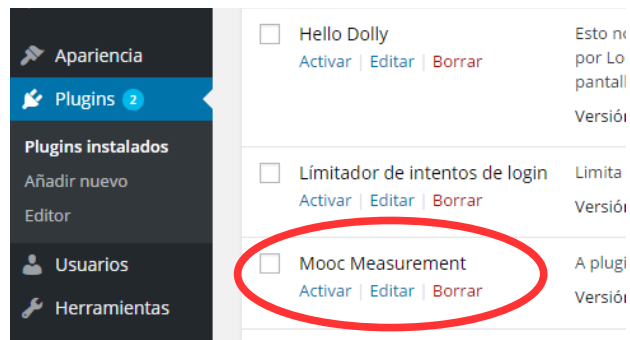 Apariencia
Plugins 2
Plugins instalados
Añadir nuevo
Editor
Usuarios
Herramientas
Hello Dolly
Activar | Editar | Borrar
Esto no
por Lo
pantall
Versión
Límitador de intentos de login
Activar | Editar | Borrar
Limita
Versión
Mooc Measurement
Activar | Editar | Borrar
A plugi
Versión